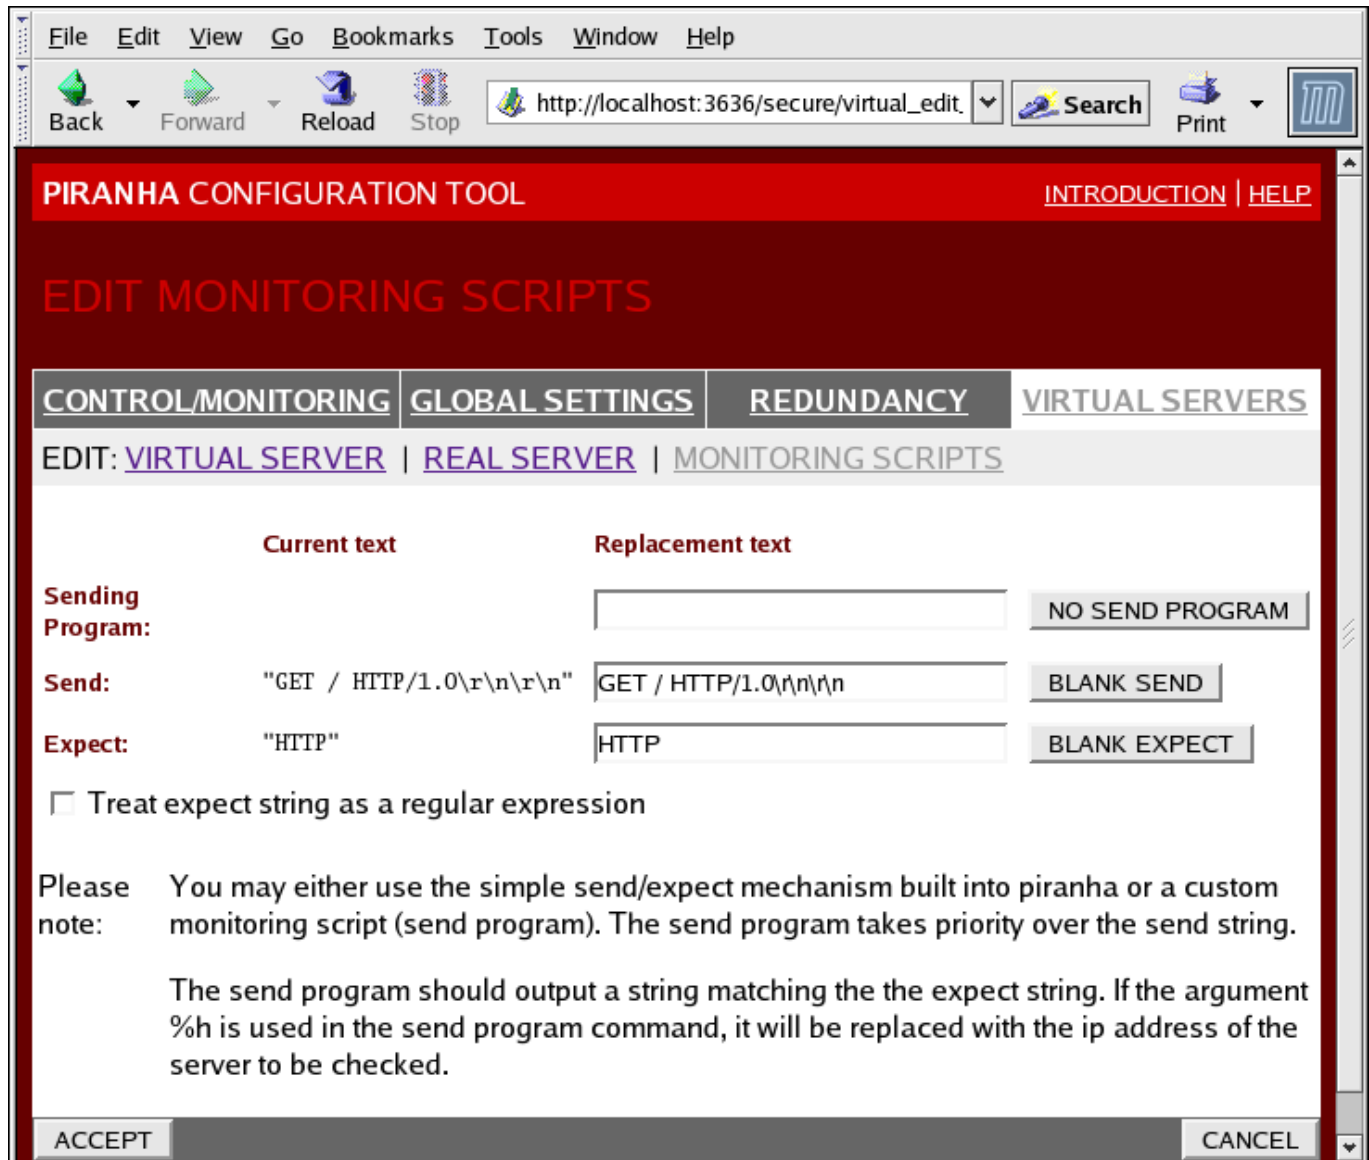 File Edit View Go Bookmarks Tools Window Help
Back Forward Reload Stop http://localhost:3636/secure/virtual_edit_ Search Print
PIRANHA CONFIGURATION TOOL INTRODUCTION | HELP
EDIT MONITORING SCRIPTS
CONTROL/MONITORING GLOBAL SETTINGS REDUNDANCY VIRTUAL SERVERS
EDIT: VIRTUAL SERVER | REAL SERVER | MONITORING SCRIPTS
Current text Replacement text
Sending
Program: NO SEND PROGRAM
Send: "GET / HTTP/1.0\r\n\r\n" GET / HTTP/1.0\r\n\r\n BLANK SEND
Expect: "HTTP" HTTP BLANK EXPECT
Treat expect string as a regular expression
Please You may either use the simple send/expect mechanism built into piranha or a custom
note: monitoring script (send program). The send program takes priority over the send string.
The send program should output a string matching the the expect string. If the argument
%h is used in the send program command, it will be replaced with the ip address of the
server to be checked.
ACCEPT CANCEL